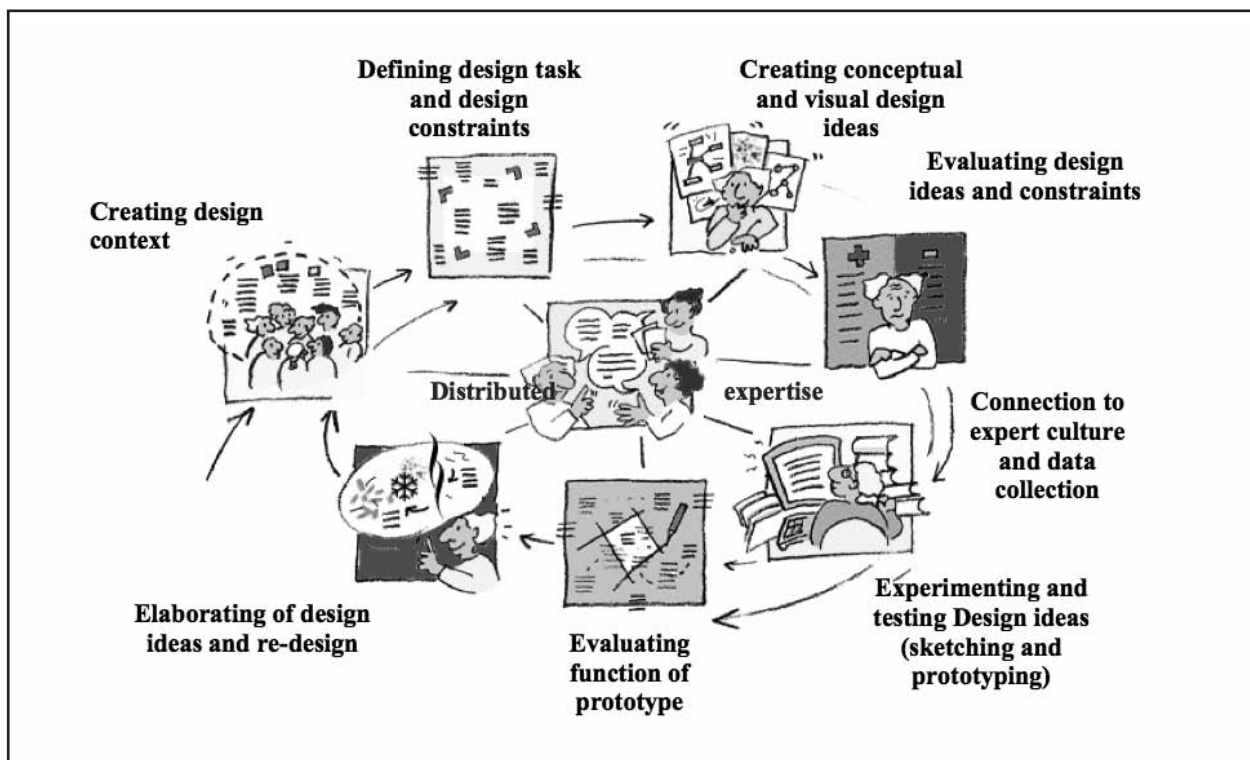 Defining design task
and design
constraints
Creating conceptual
and visual design
ideas
Evaluating design
ideas and constraints
Creating design
context
Distributed expertise
Connection to
expert culture
and data
collection
Experimenting and
testing Design ideas
(sketching and
prototyping)
Evaluating
function of
prototype
Elaborating of design
ideas and re-design